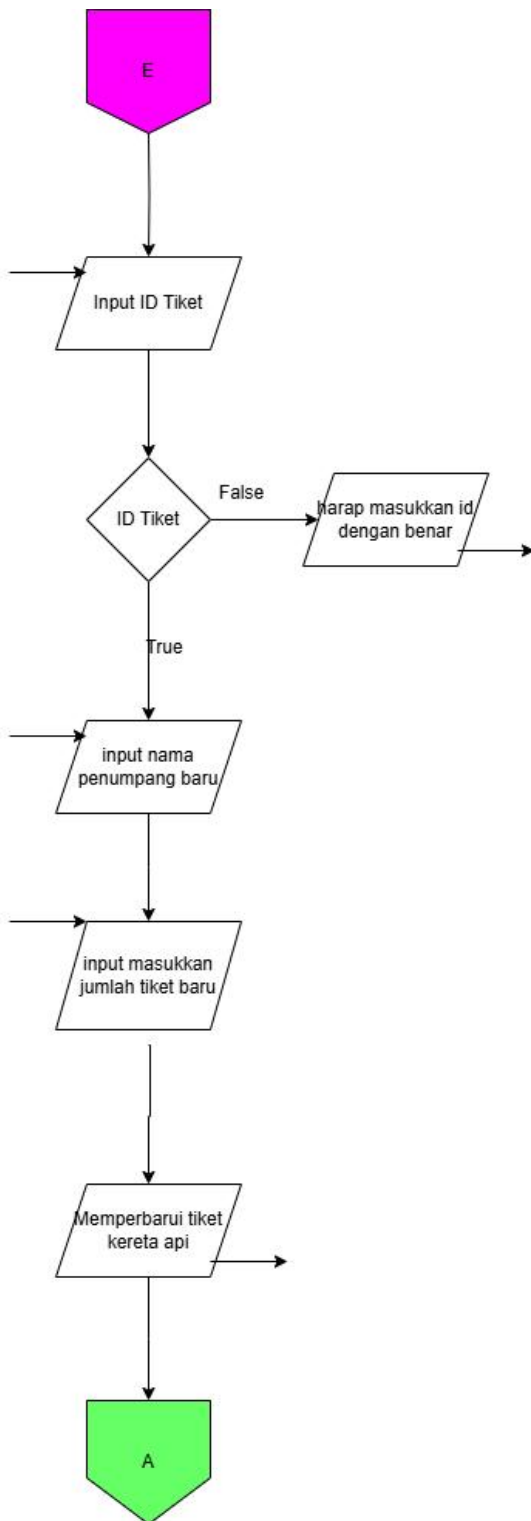 E
Input ID Tiket
ID Tiket
False
harap masukkan id
dengan benar
True
input nama
penumpang baru
input masukkan
jumlah tiket baru
Memperbarui tiket
kereta api
A